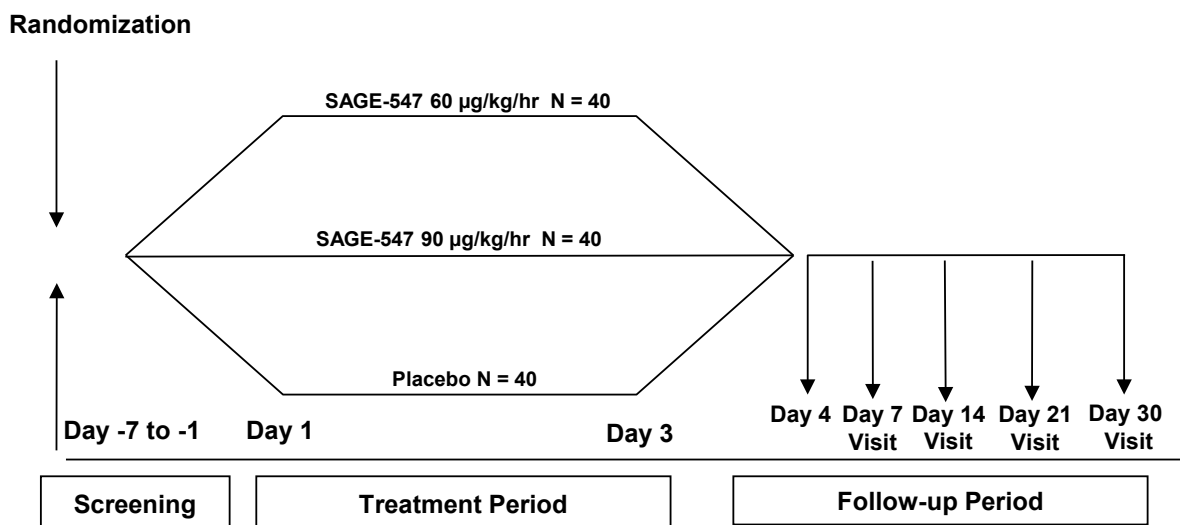 Randomization
SAGE-547 60 µg/kg/hr N = 40
SAGE-547 90 µg/kg/hr N = 40
Placebo N = 40
Day -7 to -1
Day 1
Day 3
Day 4
Day 7
Visit
Day 14
Visit
Day 21
Visit
Day 30
Visit
Screening
Treatment Period
Follow-up Period